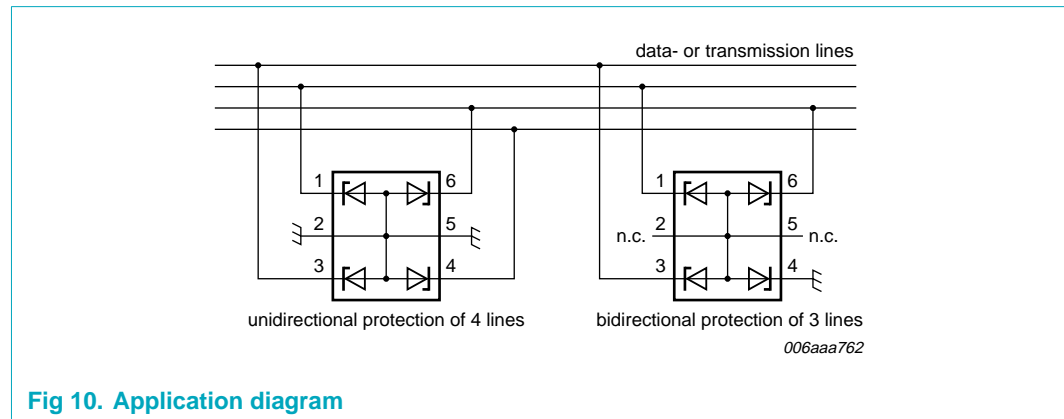 data- or transmission lines
1 6
2 5
3 4
unidirectional protection of 4 lines
1 6
n.c. 2 5 n.c.
3 4
bidirectional protection of 3 lines
006aaa762
Fig 10. Application diagram